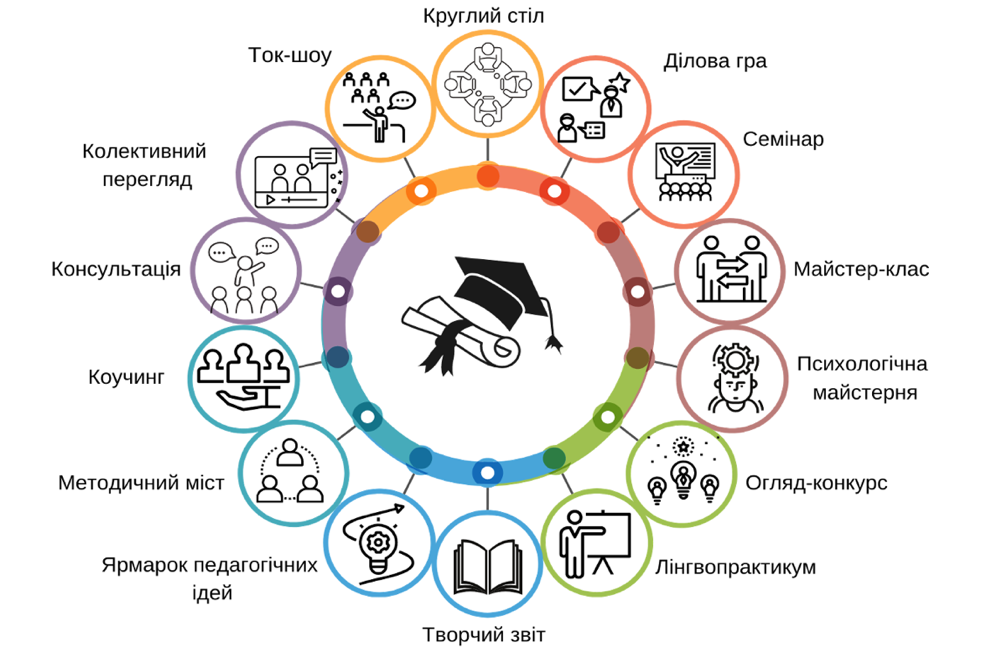 Круглий стіл
Ділова гра
Семінар
Майстер-клас
Психологічна
майстерня
Огляд-конкурс
Лінгвопрактикум
Творчий звіт
Ярмарок педагогічних
ідей
Методичний міст
Коучинг
Консультація
Колективний
перегляд
Ток-шоу